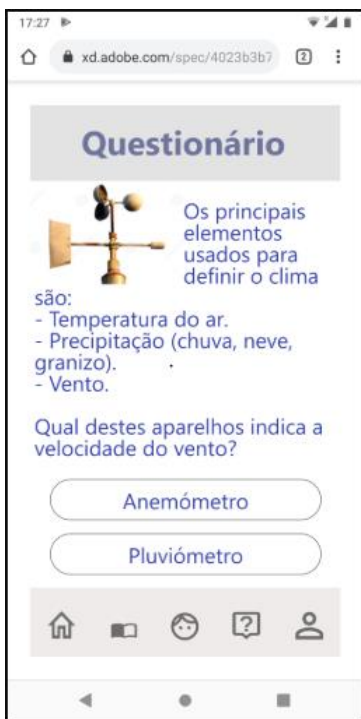 17:27
xd.adobe.com/spec/4023b3b7
2
Questionário
Os principais
elementos
usados para
definir o clima
são:
- Temperatura do ar.
- Precipitação (chuva, neve,
granizo).
- Vento.
Qual destes aparelhos indica a
velocidade do vento?
Anemómetro
Pluviómetro
?